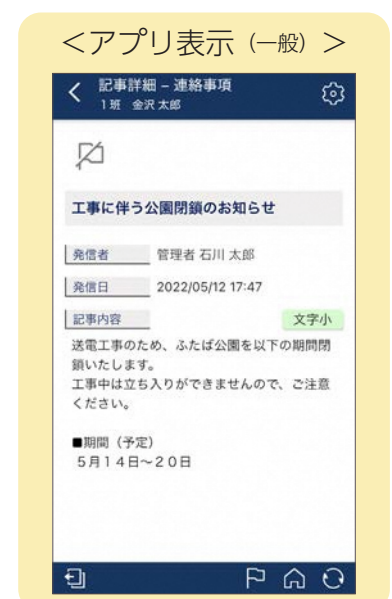 ＜アプリ表示（一般）＞
記事詳細 – 連絡事項
1班 金沢太郎
工事に伴う公園閉鎖のお知らせ
発信者 管理者 石川 太郎
発信日 2022/05/12 17:47
記事内容 文字小
送電工事のため、ふたば公園を以下の期間閉
鎖いたします。
工事中は立ち入りができませんので、ご注意
ください。
■期間（予定）
５月１４日～２０日